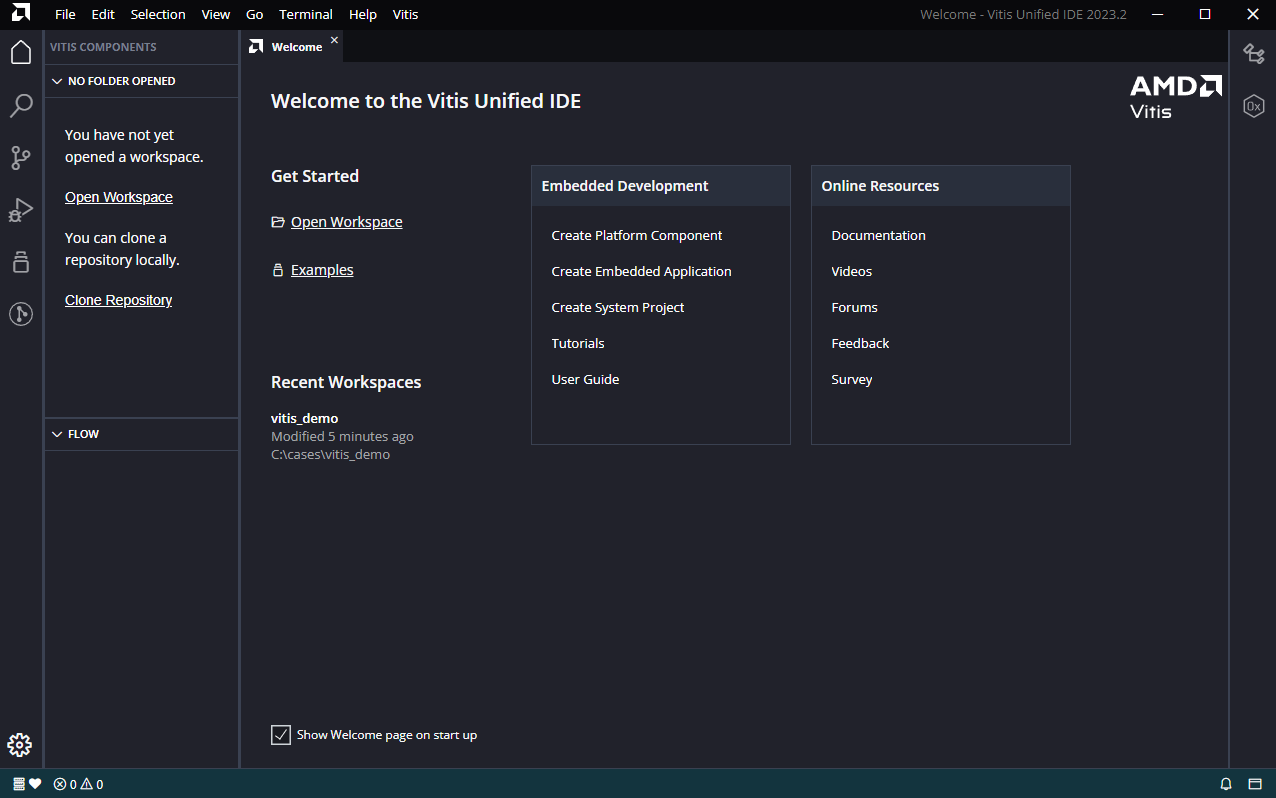 File Edit Selection View Go Terminal Help Vitis
Welcome - Vitis Unified IDE 2023.2
VITIS COMPONENTS
NO FOLDER OPENED
You have not yet
opened a workspace.
Open Workspace
You can clone a
repository locally.
Clone Repository
FLOW
Welcome
Welcome to the Vitis Unified IDE
AMD
Vitis
Get Started
Open Workspace
Examples
Recent Workspaces
vitis_demo
Modified 5 minutes ago
C:\cases\vitis_demo
Embedded Development
Create Platform Component
Create Embedded Application
Create System Project
Tutorials
User Guide
Online Resources
Documentation
Videos
Forums
Feedback
Survey
0x
Show Welcome page on start up
0 0